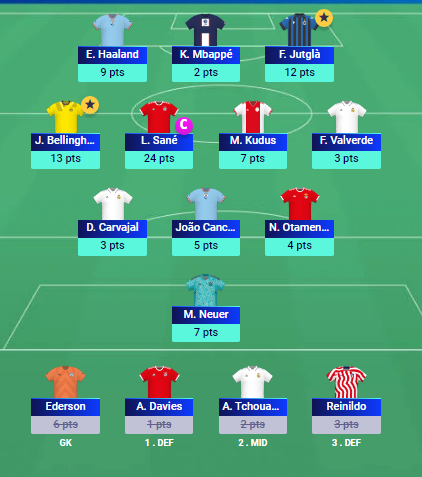 E. Haaland K. Mbappé F. Jutglà
9 pts 2 pts 12 pts
C
J. Bellingh... L. Sané M. Kudus F. Valverde
13 pts 24 pts 7 pts 3 pts
D. Carvajal João Canc... N. Otamen...
3 pts 5 pts 4 pts
M. Neuer
7 pts
Ederson A. Davies A. Tchoua... Reinildo
6 pts 1 pts 2 pts 3 pts
GK 1 . DEF 2 . MID 3 . DEF